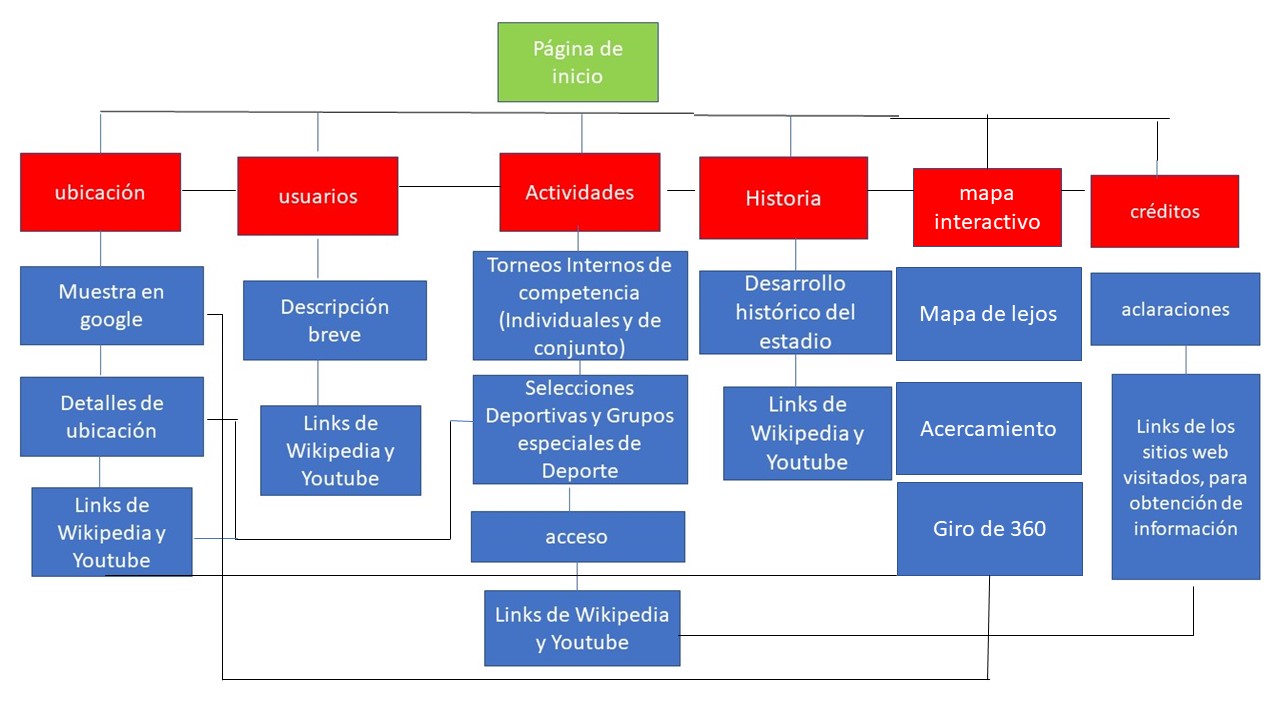 Página de
inicio
ubicación
usuarios
Actividades
Historia
mapa
interactivo
créditos
Muestra en
google
Detalles de
ubicación
Links de
Wikipedia y
Youtube
Descripción
breve
Links de
Wikipedia y
Youtube
Torneos Internos de
competencia
(Individuales y de
conjunto)
Selecciones
Deportivas y Grupos
especiales de
Deporte
acceso
Links de Wikipedia
y Youtube
Desarrollo
histórico del
estadio
Links de
Wikipedia y
Youtube
Mapa de lejos
Acercamiento
Giro de 360
aclaraciones
Links de los
sitios web
visitados, para
obtención de
información